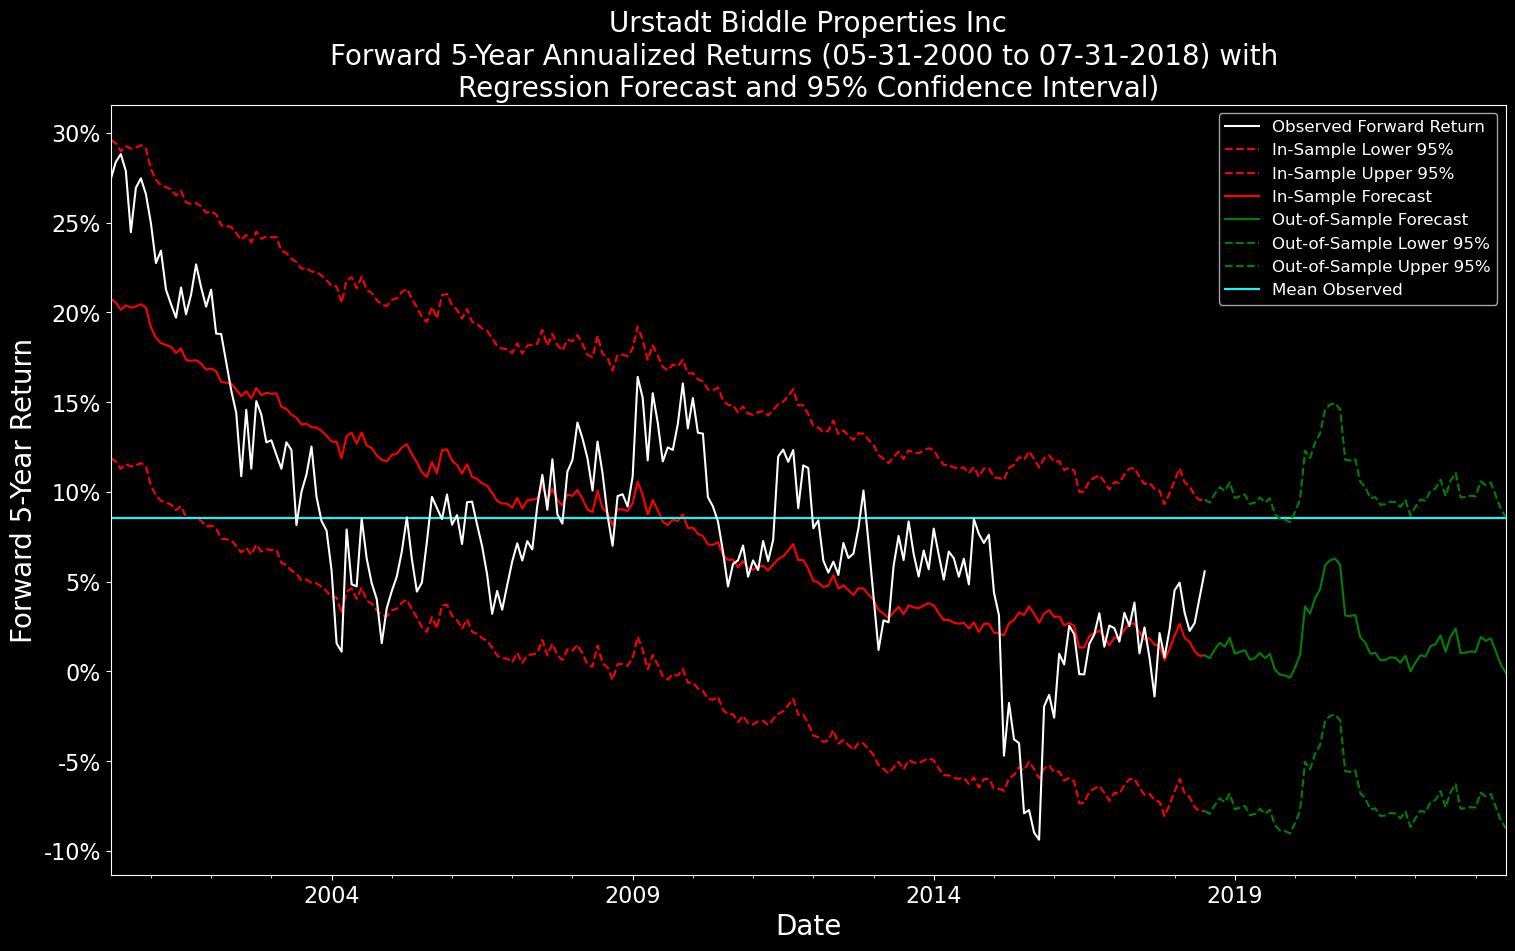 Urstadt Biddle Properties Inc
Forward 5-Year Annualized Returns (05-31-2000 to 07-31-2018) with
Regression Forecast and 95% Confidence Interval)
Observed Forward Return
In-Sample Lower 95%
In-Sample Upper 95%
In-Sample Forecast
Out-of-Sample Forecast
Out-of-Sample Lower 95%
Out-of-Sample Upper 95%
Mean Observed
Forward 5-Year Return
30%
25%
20%
15%
10%
5%
0%
-5%
-10%
2004
2009
2014
2019
Date